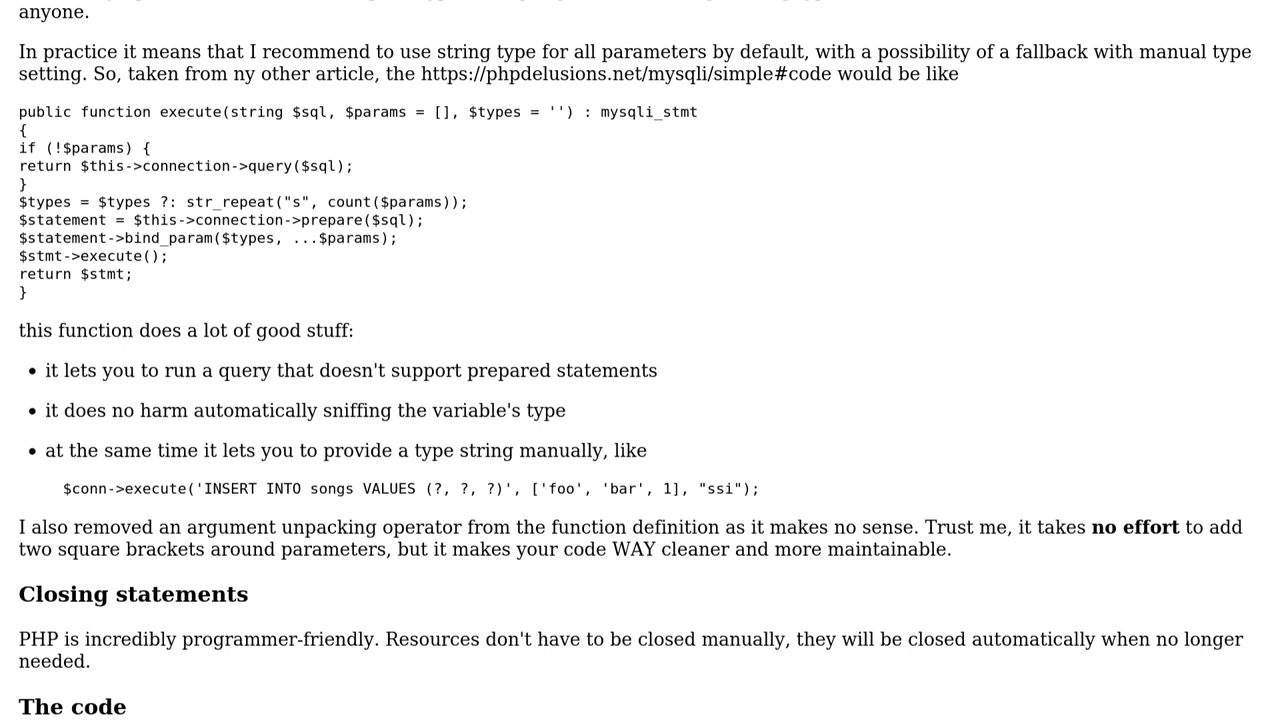 anyone.
In practice it means that I recommend to use string type for all parameters by default, with a possibility of a fallback with manual type
setting. So, taken from ny other article, the https://phpdelusions.net/mysqli/simple#code would be like
public function execute(string $sql, $params = [], $types = '') : mysqli_stmt
{
if (!$params) {
return $this->connection->query($sql);
}
$types = $types ?: str_repeat("s", count($params));
$statement = $this->connection->prepare($sql);
$statement->bind_param($types, ...$params);
$stmt->execute();
return $stmt;
}
this function does a lot of good stuff:
• it lets you to run a query that doesn't support prepared statements
• it does no harm automatically sniffing the variable's type
• at the same time it lets you to provide a type string manually, like
$conn->execute('INSERT INTO songs VALUES (?, ?, ?)', ['foo', 'bar', 1], "ssi");
I also removed an argument unpacking operator from the function definition as it makes no sense. Trust me, it takes no effort to add
two square brackets around parameters, but it makes your code WAY cleaner and more maintainable.
Closing statements
PHP is incredibly programmer-friendly. Resources don't have to be closed manually, they will be closed automatically when no longer
needed.
The code